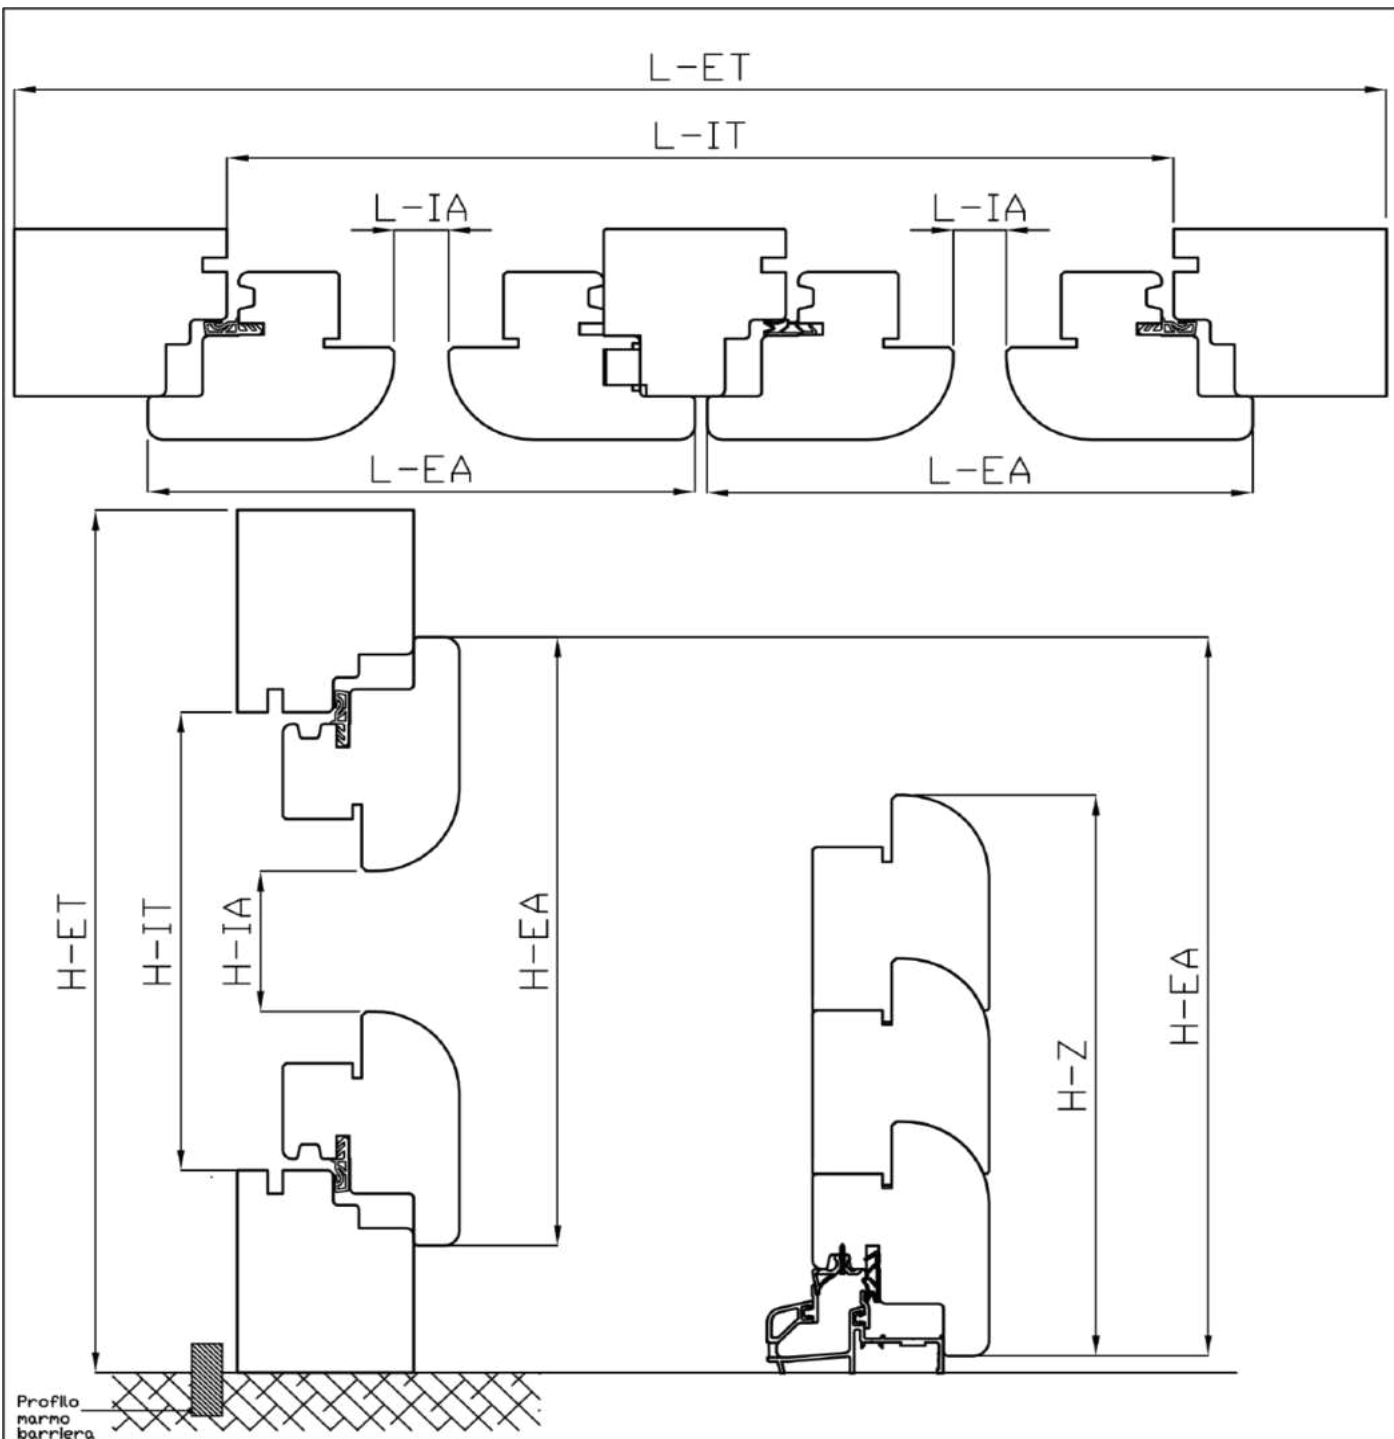 L-ET
L-IT
L-IA
L-IA
L-EA
L-EA
H-ET
H-IT
H-IA
H-EA
H-Z
H-EA
Profilo
marmo
barriera